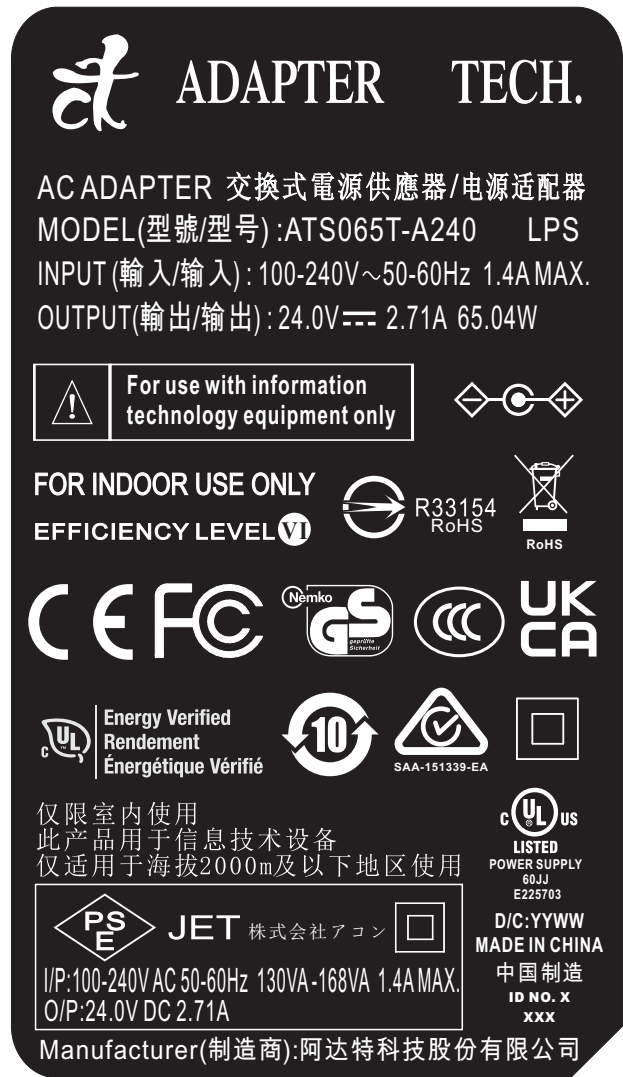 ADAPTER TECH.
AC ADAPTER 交換式電源供應器/电源适配器
MODEL(型號/型号) :ATS065T-A240 LPS
INPUT (輸入/输入) : 100-240V～50-60Hz 1.4A MAX.
OUTPUT(輸出/输出) : 24.0V⎓ 2.71A 65.04W
For use with information
technology equipment only
FOR INDOOR USE ONLY
EFFICIENCY LEVEL VI
R33154
RoHS
RoHS
CE FC
Nemko
GS
geprüfte
Sicherheit
CCC
UK
CA
C UL
Energy Verified
Rendement
Énergétique Vérifié
10
SAA-151339-EA
仅限室内使用
此产品用于信息技术设备
仅适用于海拔2000m及以下地区使用
C UL US
LISTED
POWER SUPPLY
60JJ
E225703
D/C:YYWW
MADE IN CHINA
中国制造
ID NO. X
XXX
PS
E
JET 株式会社アコン
I/P:100-240V AC 50-60Hz 130VA -168VA 1.4A MAX.
O/P:24.0V DC 2.71A
Manufacturer(制造商):阿达特科技股份有限公司